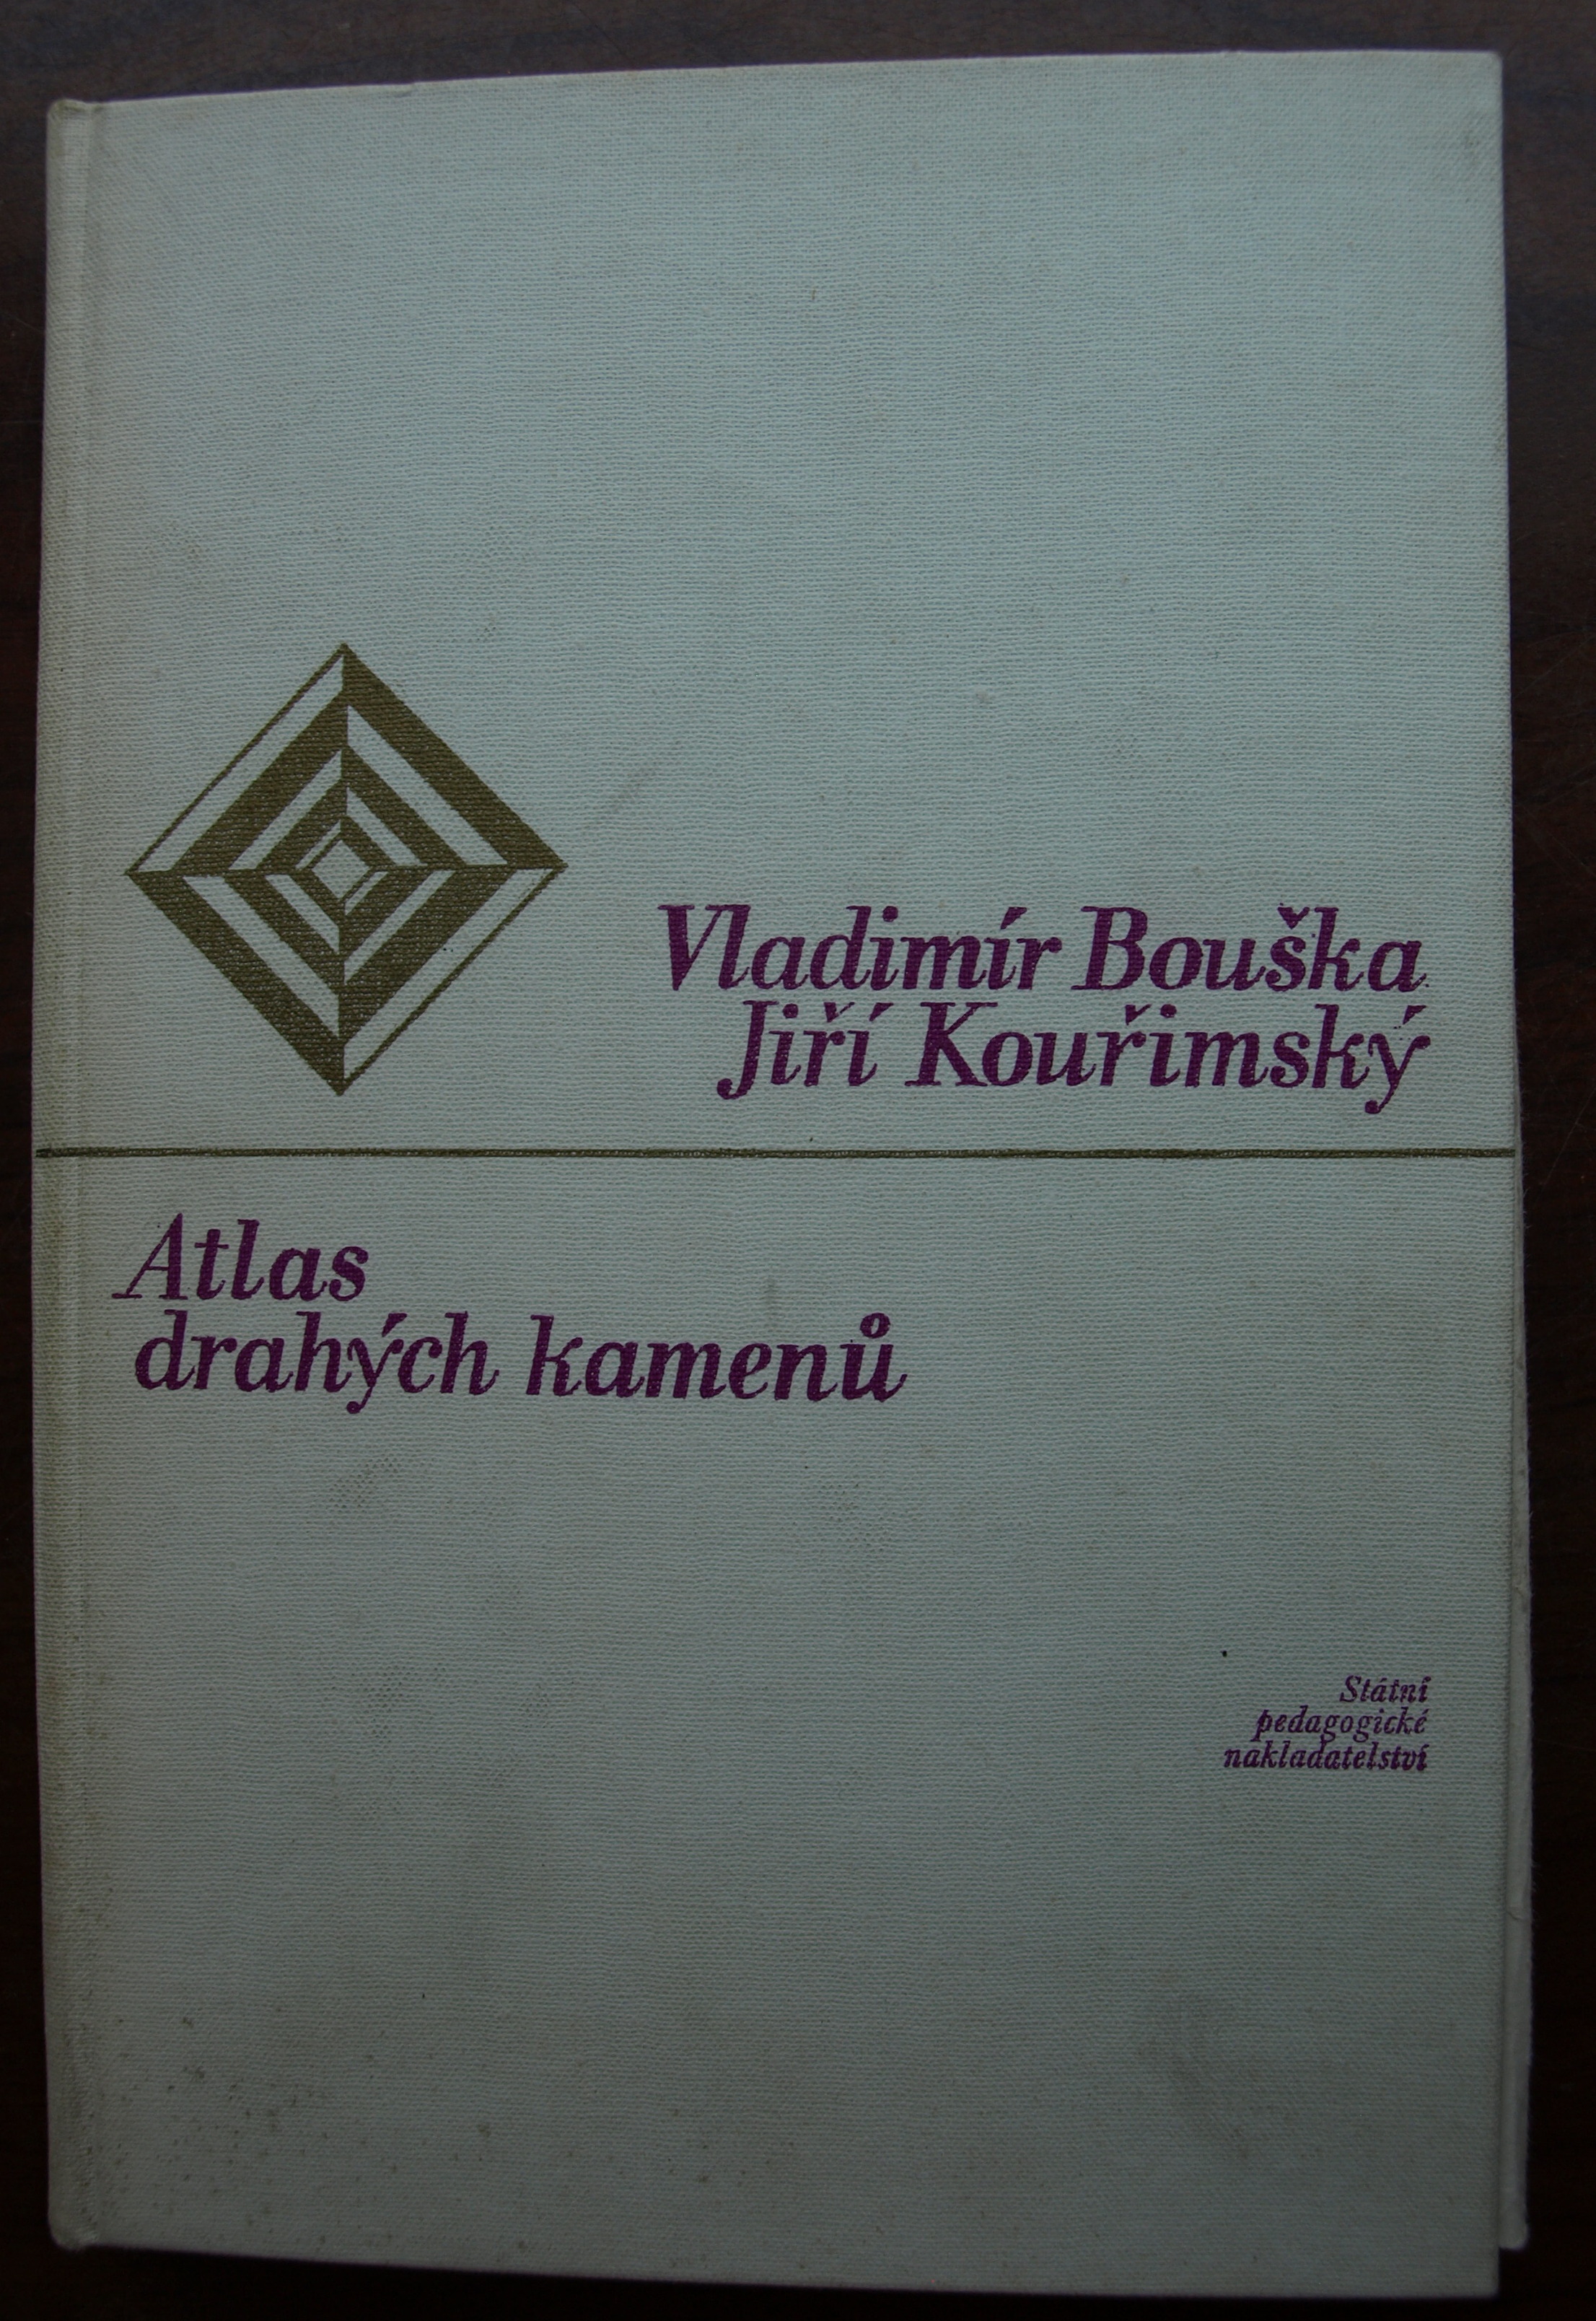 Vladimír Bouška
Jiří Kouřimský
Atlas
drahých kamenů
Státní
pedagogické
nakladatelství